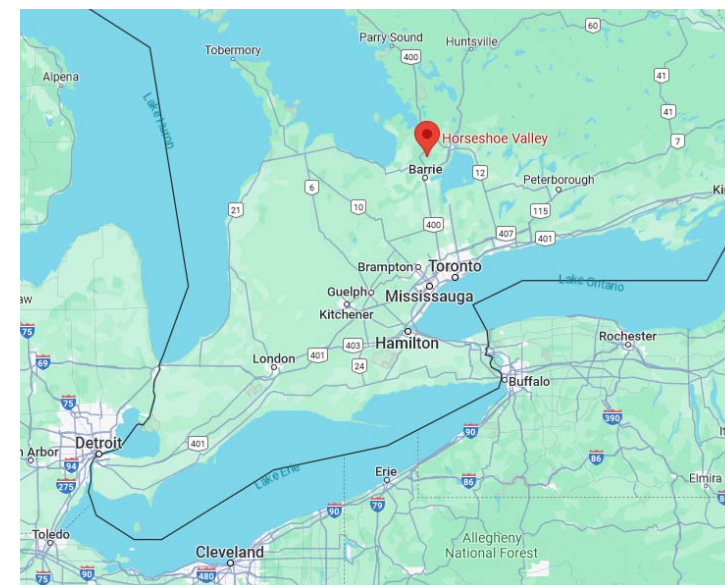 Parry Sound
Huntsville
60
Tobermory
400
Alpena
41
Lake Huron
41
Horseshoe Valley
7
Barrie
12
Peterborough
6
21
10
115
400
407
401
Brampton
Toronto
Lake Ontario
Guelph
Mississauga
Kitchener
75
Hamilton
Rochester
403
401
London
24
69
Buffalo
75
390
90
401
Detroit
n Arbor
94
Erie
86
Lake Erie
86
Elmira
275
79
90
Toledo
Allegheny
National Forest
Cleveland
90
480
75